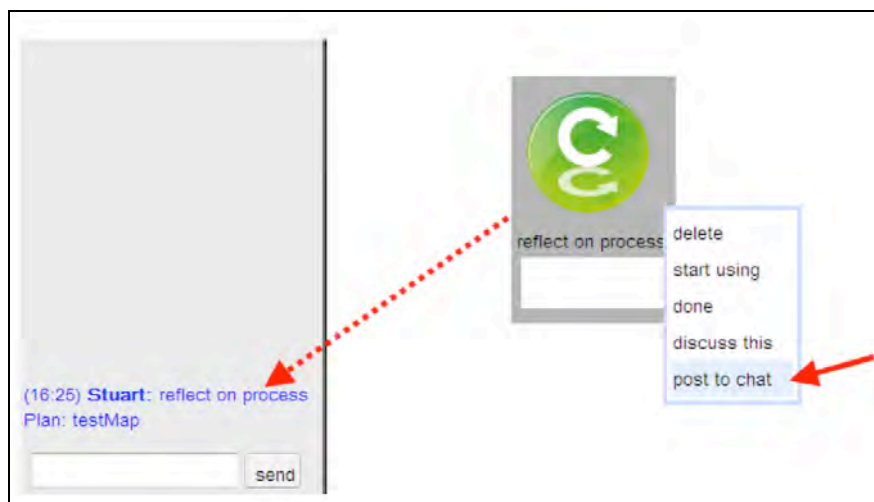 (16:25) Stuart: reflect on process
Plan: testMap
send
reflect on process
delete
start using
done
discuss this
post to chat